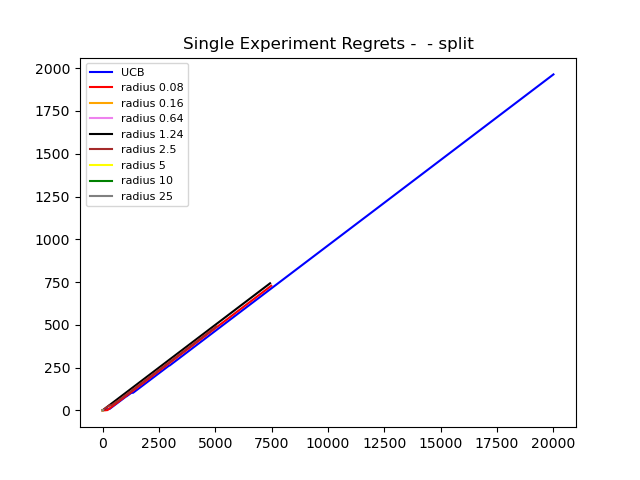 Single Experiment Regrets -  - split
2000
1750
1500
1250
1000
750
500
250
0
UCB
radius 0.08
radius 0.16
radius 0.64
radius 1.24
radius 2.5
radius 5
radius 10
radius 25
0 2500 5000 7500 10000 12500 15000 17500 20000